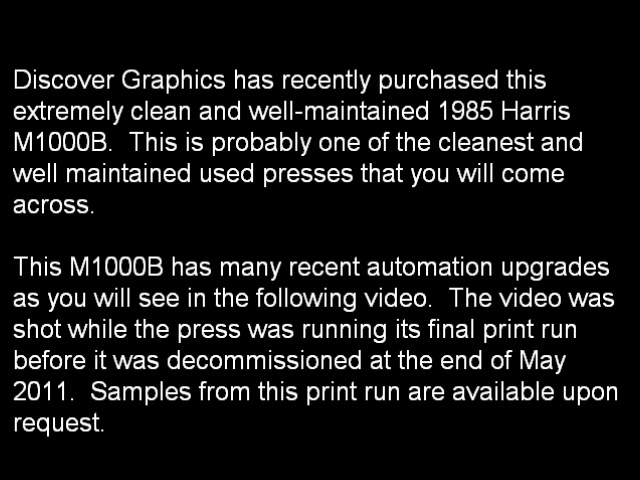 Discover Graphics has recently purchased this
extremely clean and well-maintained 1985 Harris
M1000B.  This is probably one of the cleanest and
well maintained used presses that you will come
across.

This M1000B has many recent automation upgrades
as you will see in the following video.  The video was
shot while the press was running its final print run
before it was decommissioned at the end of May
2011.  Samples from this print run are available upon
request.